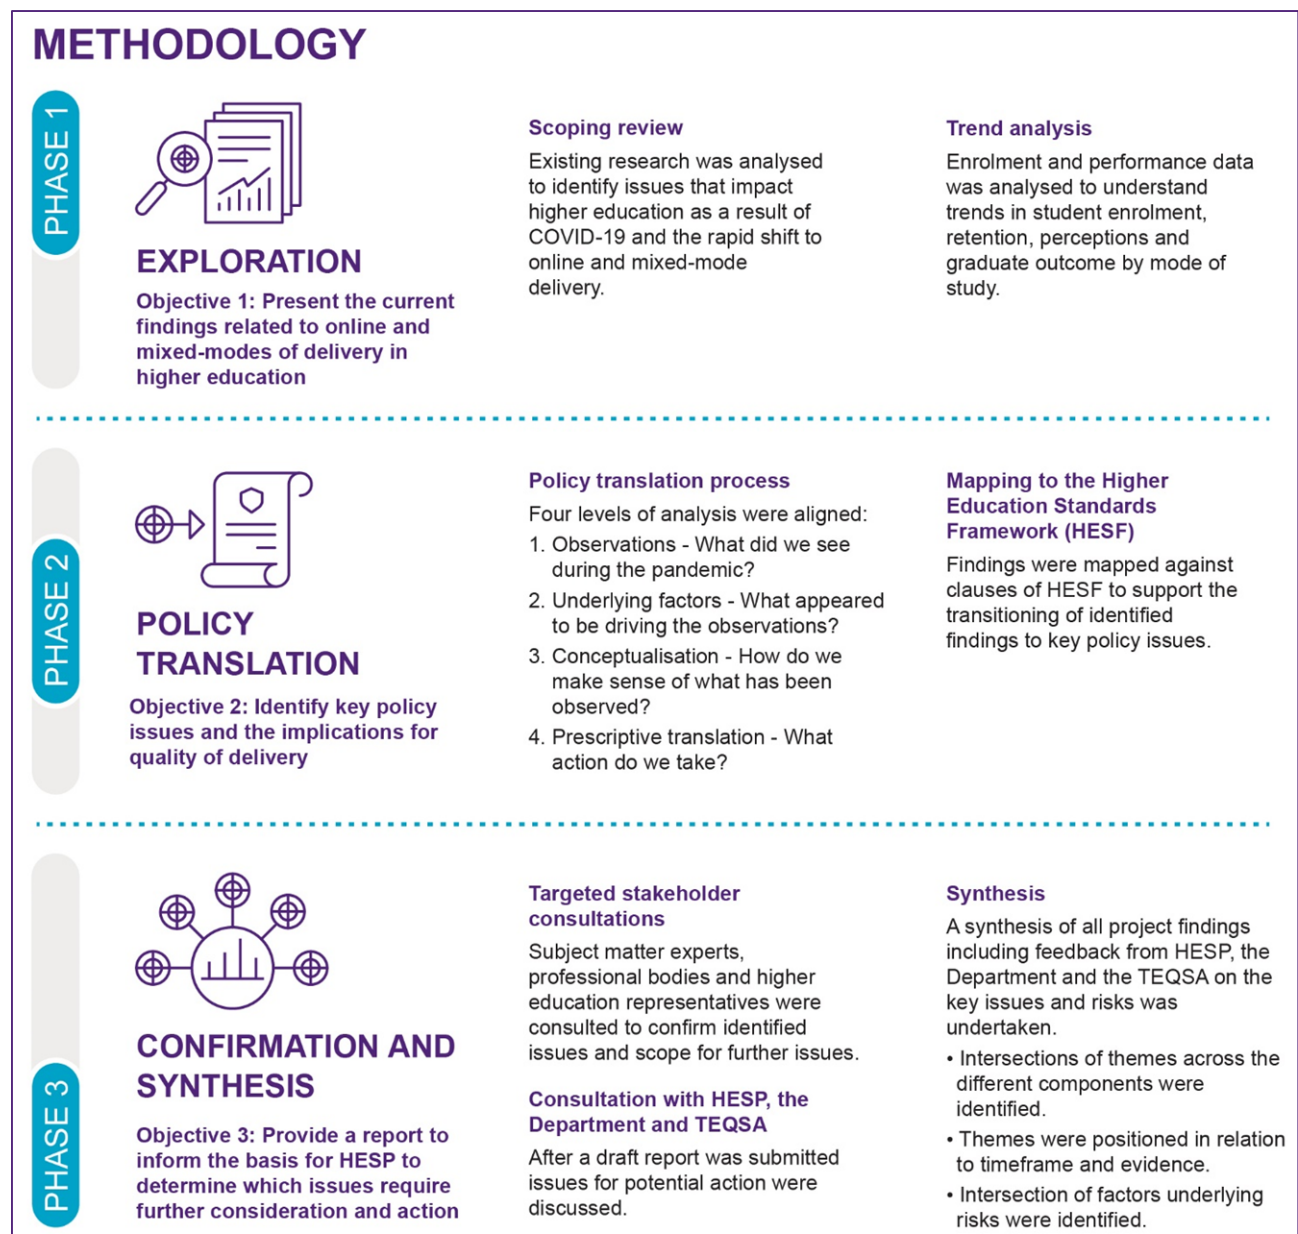 METHODOLOGY
PHASE 1
EXPLORATION
Objective 1: Present the current
findings related to online and
mixed-modes of delivery in
higher education
Scoping review
Existing research was analysed
to identify issues that impact
higher education as a result of
COVID-19 and the rapid shift to
online and mixed-mode
delivery.
Trend analysis
Enrolment and performance data
was analysed to understand
trends in student enrolment,
retention, perceptions and
graduate outcome by mode of
study.
PHASE 2
POLICY
TRANSLATION
Objective 2: Identify key policy
issues and the implications for
quality of delivery
Policy translation process
Four levels of analysis were aligned:
1. Observations - What did we see
during the pandemic?
2. Underlying factors - What appeared
to be driving the observations?
3. Conceptualisation - How do we
make sense of what has been
observed?
4. Prescriptive translation - What
action do we take?
Mapping to the Higher
Education Standards
Framework (HESF)
Findings were mapped against
clauses of HESF to support the
transitioning of identified
findings to key policy issues.
PHASE 3
CONFIRMATION AND
SYNTHESIS
Objective 3: Provide a report to
inform the basis for HESP to
determine which issues require
further consideration and action
Targeted stakeholder
consultations
Subject matter experts,
professional bodies and higher
education representatives were
consulted to confirm identified
issues and scope for further issues.
Consultation with HESP, the
Department and TEQSA
After a draft report was submitted
issues for potential action were
discussed.
Synthesis
A synthesis of all project findings
including feedback from HESP, the
Department and the TEQSA on the
key issues and risks was
undertaken.
• Intersections of themes across the
different components were
identified.
• Themes were positioned in relation
to timeframe and evidence.
• Intersection of factors underlying
risks were identified.